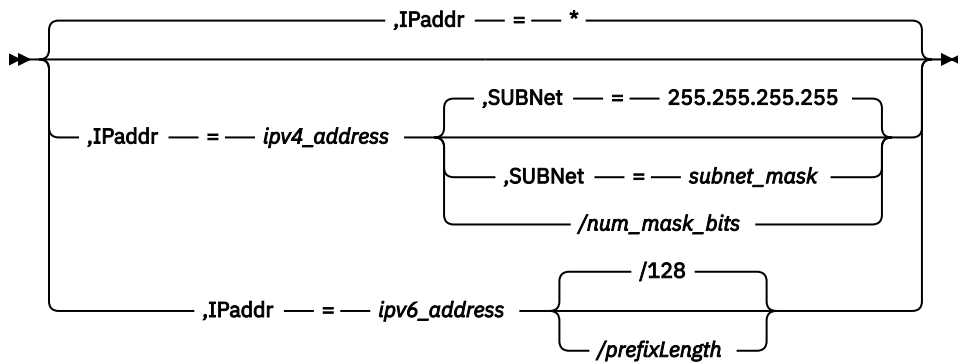 ,IPaddr = *
,SUBNet = 255.255.255.255
,IPaddr = ipv4_address
,SUBNet = subnet_mask
/num_mask_bits
/128
,IPaddr = ipv6_address
/prefixLength